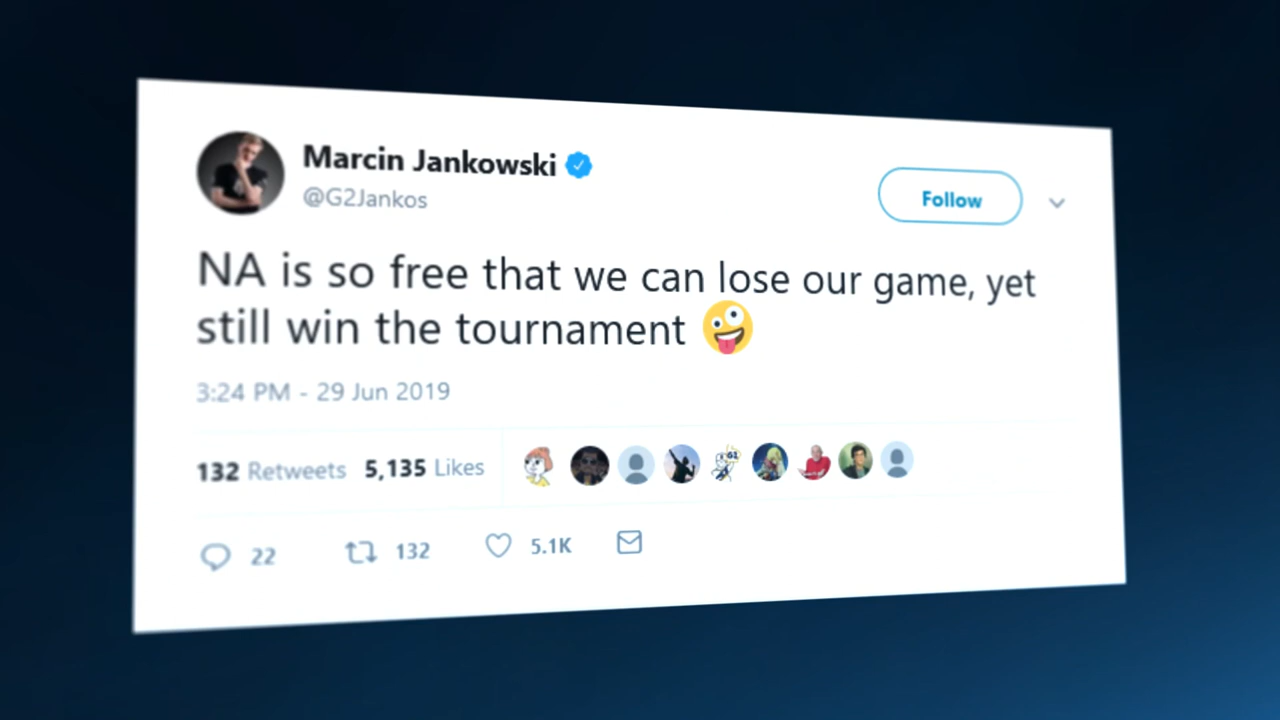 Marcin Jankowski
@G2Jankos
Follow
NA is so free that we can lose our game, yet
still win the tournament 🤪
3:24 PM - 29 Jun 2019
132 Retweets 5,135 Likes
22 132 5.1K